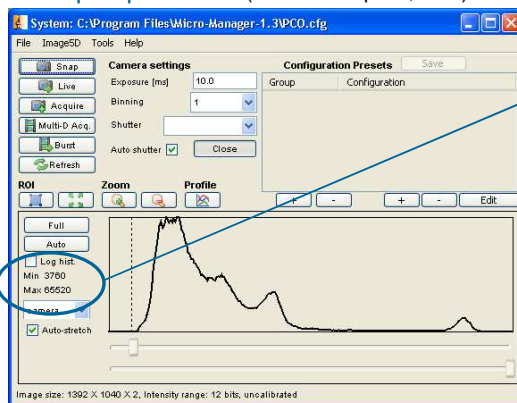 System: C:\Program Files\Micro-Manager-1.3\PCO.cfg
File Image5D Tools Help
Snap
Live
Acquire
Multi-D Acq.
Burst
Refresh
Camera settings
Exposure [ms] 10.0
Binning 1
Shutter
Auto shutter Close
Configuration Presets Save
Group Configuration
ROI Zoom Profile
+ - + - Edit
Full
Auto
Log hist.
Min 3760
Max 65520
camera
Auto-stretch
Image size: 1392 X 1040 X 2, Intensity range: 12 bits, uncalibrated